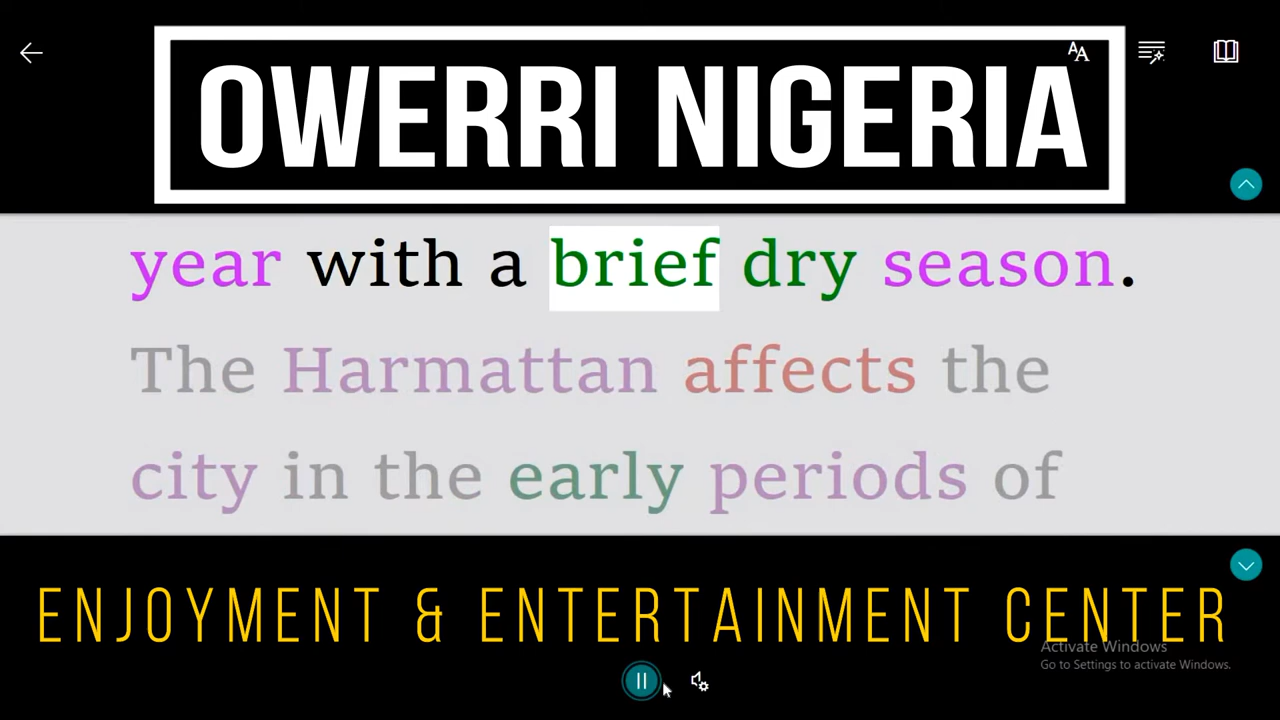 OWERRI NIGERIA
year with a brief dry season.
The Harmattan affects the
city in the early periods of
ENJOYMENT & ENTERTAINMENT CENTER
Activate Windows
Go to Settings to activate Windows.